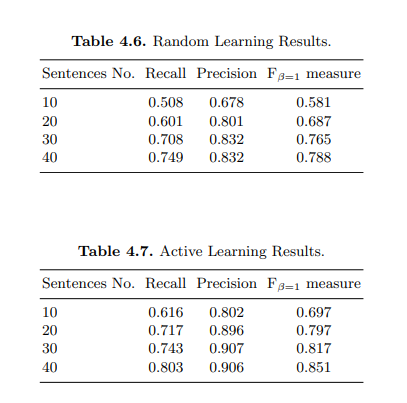 Table 4.6. Random Learning Results.
Sentences No. Recall Precision Fβ=1 measure
10 0.508 0.678 0.581
20 0.601 0.801 0.687
30 0.708 0.832 0.765
40 0.749 0.832 0.788
Table 4.7. Active Learning Results.
Sentences No. Recall Precision Fβ=1 measure
10 0.616 0.802 0.697
20 0.717 0.896 0.797
30 0.743 0.907 0.817
40 0.803 0.906 0.851